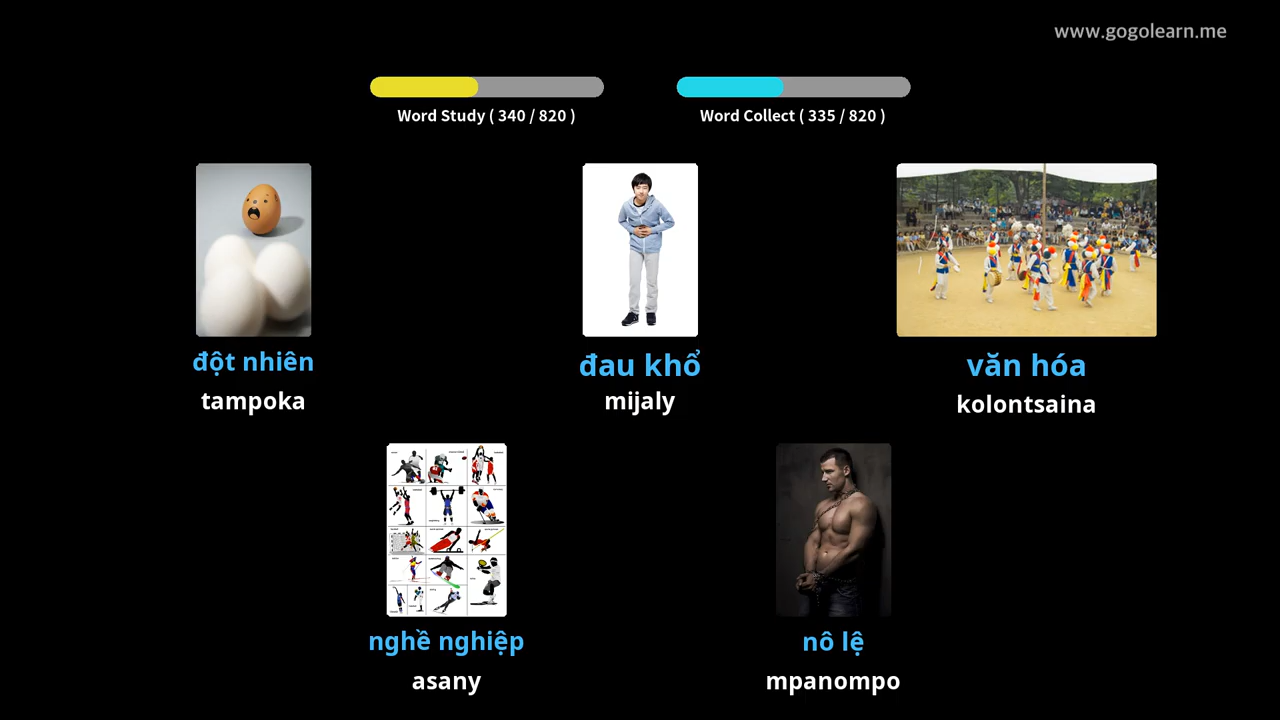 www.gogolearn.me
Word Study ( 340 / 820 )
Word Collect ( 335 / 820 )
đột nhiên
tampoka
đau khổ
mijaly
văn hóa
kolontsaina
nghề nghiệp
asany
nô lệ
mpanompo